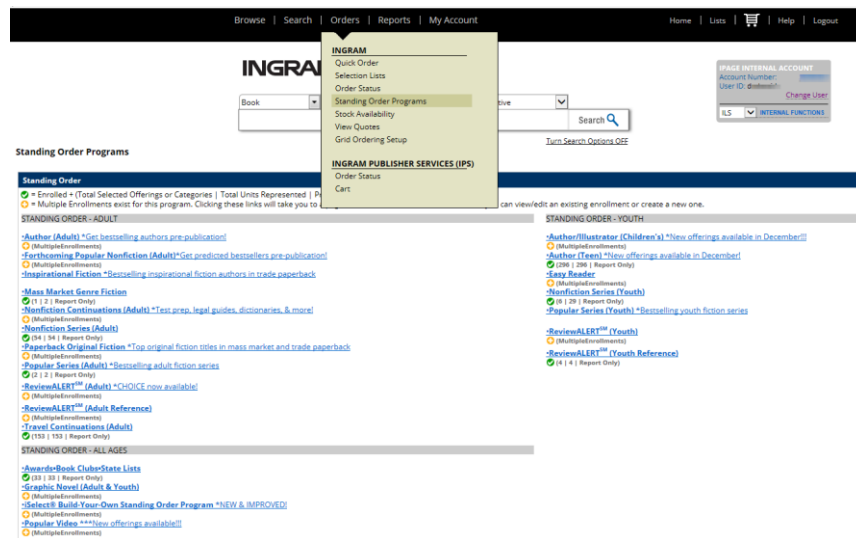 Browse | Search | Orders | Reports | My Account
Home | Lists | | Help | Logout
INGRA
INGRAM
Quick Order
Selection Lists
Order Status
Standing Order Programs
Stock Availability
View Quotes
Grid Ordering Setup
INGRAM PUBLISHER SERVICES (IPS)
Order Status
Cart
IPAGE INTERNAL ACCOUNT
Account Number:
User ID:
Change User
ILS INTERNAL FUNCTIONS
Book
tive
Search
Turn Search Options OFF
Standing Order Programs
Standing Order
= Enrolled + (Total Selected Offerings or Categories | Total Units Represented | P
= Multiple Enrollments exist for this program. Clicking these links will take you to
can view/edit an existing enrollment or create a new one.
STANDING ORDER - ADULT
•Author (Adult) *Get bestselling authors pre-publication!
(MultipleEnrollments)
•Forthcoming Popular Nonfiction (Adult)*Get predicted bestsellers pre-publication!
(MultipleEnrollments)
•Inspirational Fiction *Bestselling inspirational fiction authors in trade paperback
•Mass Market Genre Fiction
(1 | 2 | Report Only)
•Nonfiction Continuations (Adult) *Test prep, legal guides, dictionaries, & more!
(MultipleEnrollments)
•Nonfiction Series (Adult)
(54 | 54 | Report Only)
•Paperback Original Fiction *Top original fiction titles in mass market and trade paperback
(MultipleEnrollments)
•Popular Series (Adult) *Bestselling adult fiction series
(2 | 2 | Report Only)
•ReviewALERT℠ (Adult) *CHOICE now available!
(MultipleEnrollments)
•ReviewALERT℠ (Adult Reference)
(MultipleEnrollments)
•Travel Continuations (Adult)
(153 | 153 | Report Only)
STANDING ORDER - ALL AGES
•Awards•Book Clubs•State Lists
(33 | 33 | Report Only)
•Graphic Novel (Adult & Youth)
(MultipleEnrollments)
•iSelect® Build-Your-Own Standing Order Program *NEW & IMPROVED!
(MultipleEnrollments)
•Popular Video ***New offerings available!!!
(MultipleEnrollments)
STANDING ORDER - YOUTH
•Author/Illustrator (Children's) *New offerings available in December!!!
(MultipleEnrollments)
•Author (Teen) *New offerings available in December!
(296 | 296 | Report Only)
•Easy Reader
(MultipleEnrollments)
•Nonfiction Series (Youth)
(6 | 29 | Report Only)
•Popular Series (Youth) *Bestselling youth fiction series
•ReviewALERT℠ (Youth)
(MultipleEnrollments)
•ReviewALERT℠ (Youth Reference)
(4 | 4 | Report Only)